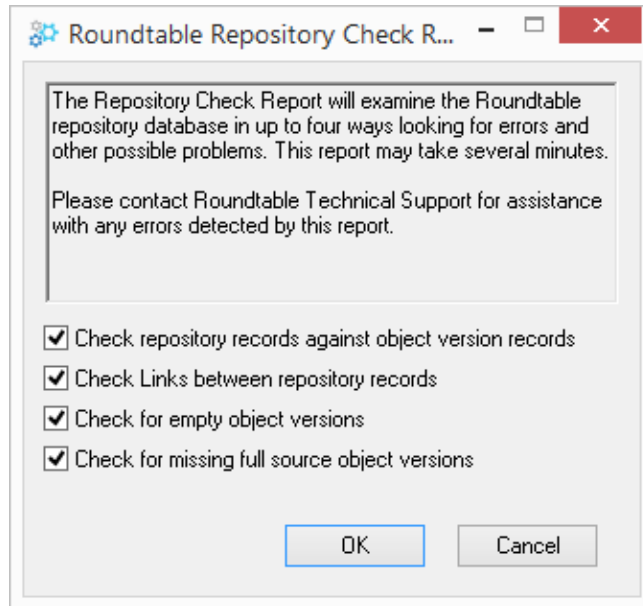 Roundtable Repository Check R...
The Repository Check Report will examine the Roundtable
repository database in up to four ways looking for errors and
other possible problems. This report may take several minutes.
Please contact Roundtable Technical Support for assistance
with any errors detected by this report.
Check repository records against object version records
Check Links between repository records
Check for empty object versions
Check for missing full source object versions
OK
Cancel